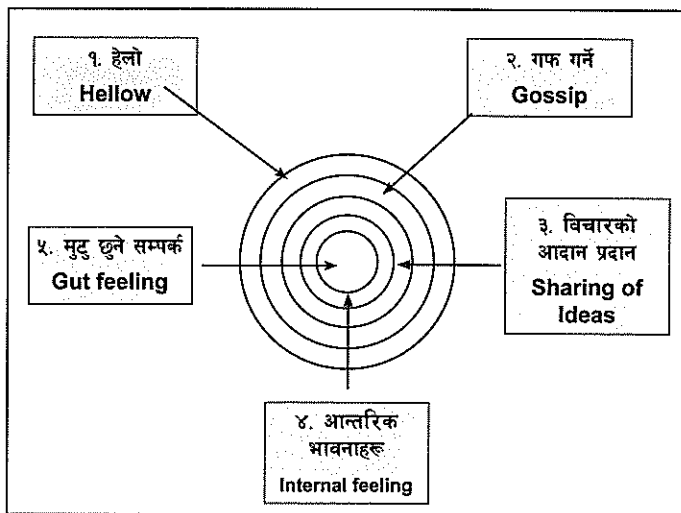 १. हेलो
Hellow
२. गफ गर्ने
Gossip
३. विचारको
आदान प्रदान
Sharing of
Ideas
४. आन्तरिक
भावनाहरू
Internal feeling
५. मुटु छुने सम्पर्क
Gut feeling